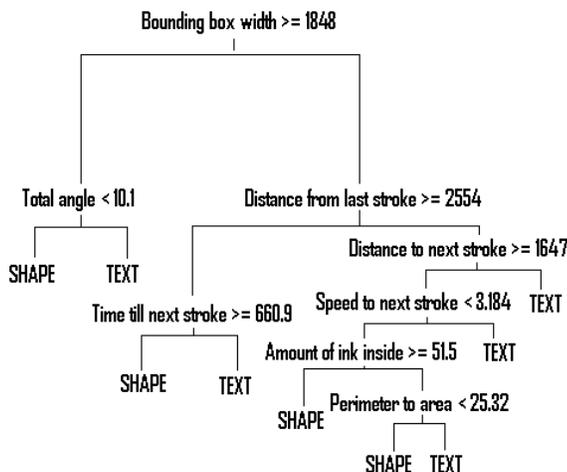 Bounding box width >= 1848
Total angle < 10.1
Distance from last stroke >= 2554
Distance to next stroke >= 1647
SHAPE
TEXT
Time till next stroke >= 660.9
Speed to next stroke < 3.184
TEXT
Amount of ink inside >= 51.5
TEXT
SHAPE
TEXT
SHAPE
Perimeter to area < 25.32
SHAPE
TEXT